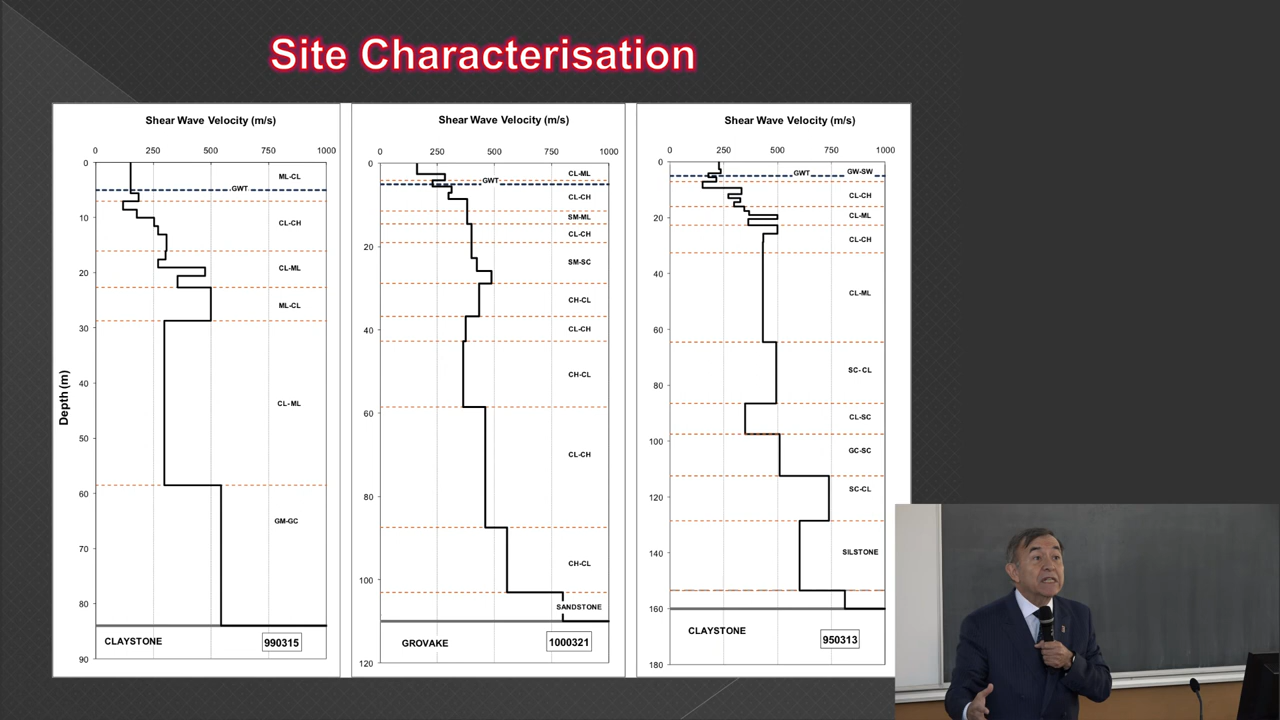 Site Characterisation
Shear Wave Velocity (m/s)
0 250 500 750 1000
0
10
20
30
40
50
60
70
80
90
Depth (m)
ML-CL
GWT
CL-CH
CL-ML
ML-CL
CL-ML
GM-GC
CLAYSTONE
990315
Shear Wave Velocity (m/s)
0 250 500 750 1000
0
20
40
60
80
100
120
CL-ML
GWT
CL-CH
SM-ML
CL-CH
SM-SC
CH-CL
CL-CH
CH-CL
CL-CH
CH-CL
SANDSTONE
GROVAKE
1000321
Shear Wave Velocity (m/s)
0 250 500 750 1000
0
20
40
60
80
100
120
140
160
180
GWT
GW-SW
CL-CH
CL-ML
CL-CH
CL-ML
SC-CL
CL-SC
GC-SC
SC-CL
SILSTONE
CLAYSTONE
950313